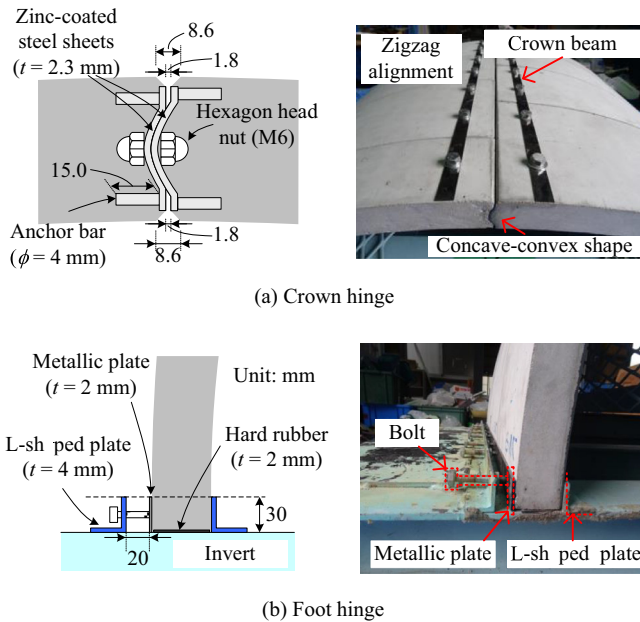 Zinc-coated
steel sheets
(t = 2.3 mm)
8.6
1.8
Hexagon head
nut (M6)
15.0
Anchor bar
(ϕ = 4 mm)
1.8
8.6
Zigzag
alignment
Crown beam
Concave-convex shape
(a) Crown hinge
Metallic plate
(t = 2 mm)
Unit: mm
L-sh ped plate
(t = 4 mm)
Hard rubber
(t = 2 mm)
30
20
Invert
Bolt
Metallic plate
L-sh ped plate
(b) Foot hinge